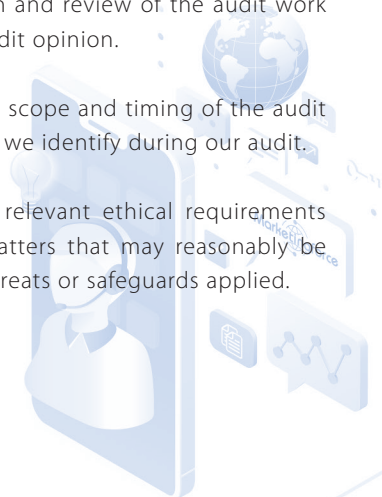 n and review of the audit work
dit opinion.
scope and timing of the audit
we identify during our audit.
relevant ethical requirements
atters that may reasonably be
reats or safeguards applied.
Marketingforce